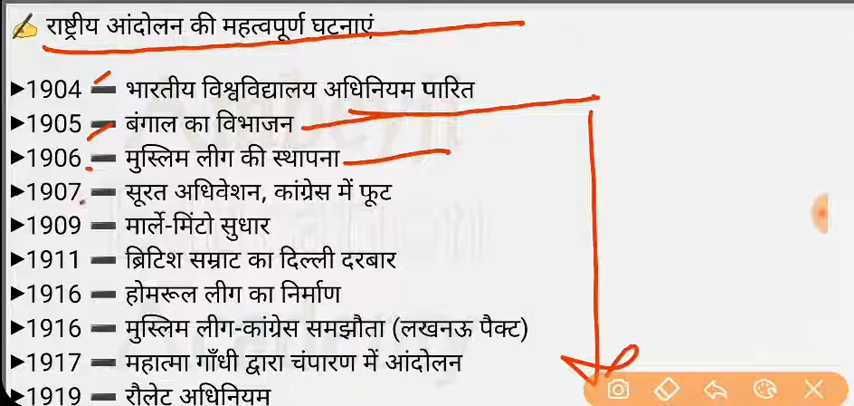 ✍️ राष्ट्रीय आंदोलन की महत्वपूर्ण घटनाएं
▶1904 ➖ भारतीय विश्वविद्यालय अधिनियम पारित
▶1905 ➖ बंगाल का विभाजन
▶1906 ➖ मुस्लिम लीग की स्थापना
▶1907 ➖ सूरत अधिवेशन, कांग्रेस में फूट
▶1909 ➖ मार्ले-मिंटो सुधार
▶1911 ➖ ब्रिटिश सम्राट का दिल्ली दरबार
▶1916 ➖ होमरूल लीग का निर्माण
▶1916 ➖ मुस्लिम लीग-कांग्रेस समझौता (लखनऊ पैक्ट)
▶1917 ➖ महात्मा गाँधी द्वारा चंपारण में आंदोलन
▶1919 ➖ रौलेट अधिनियम